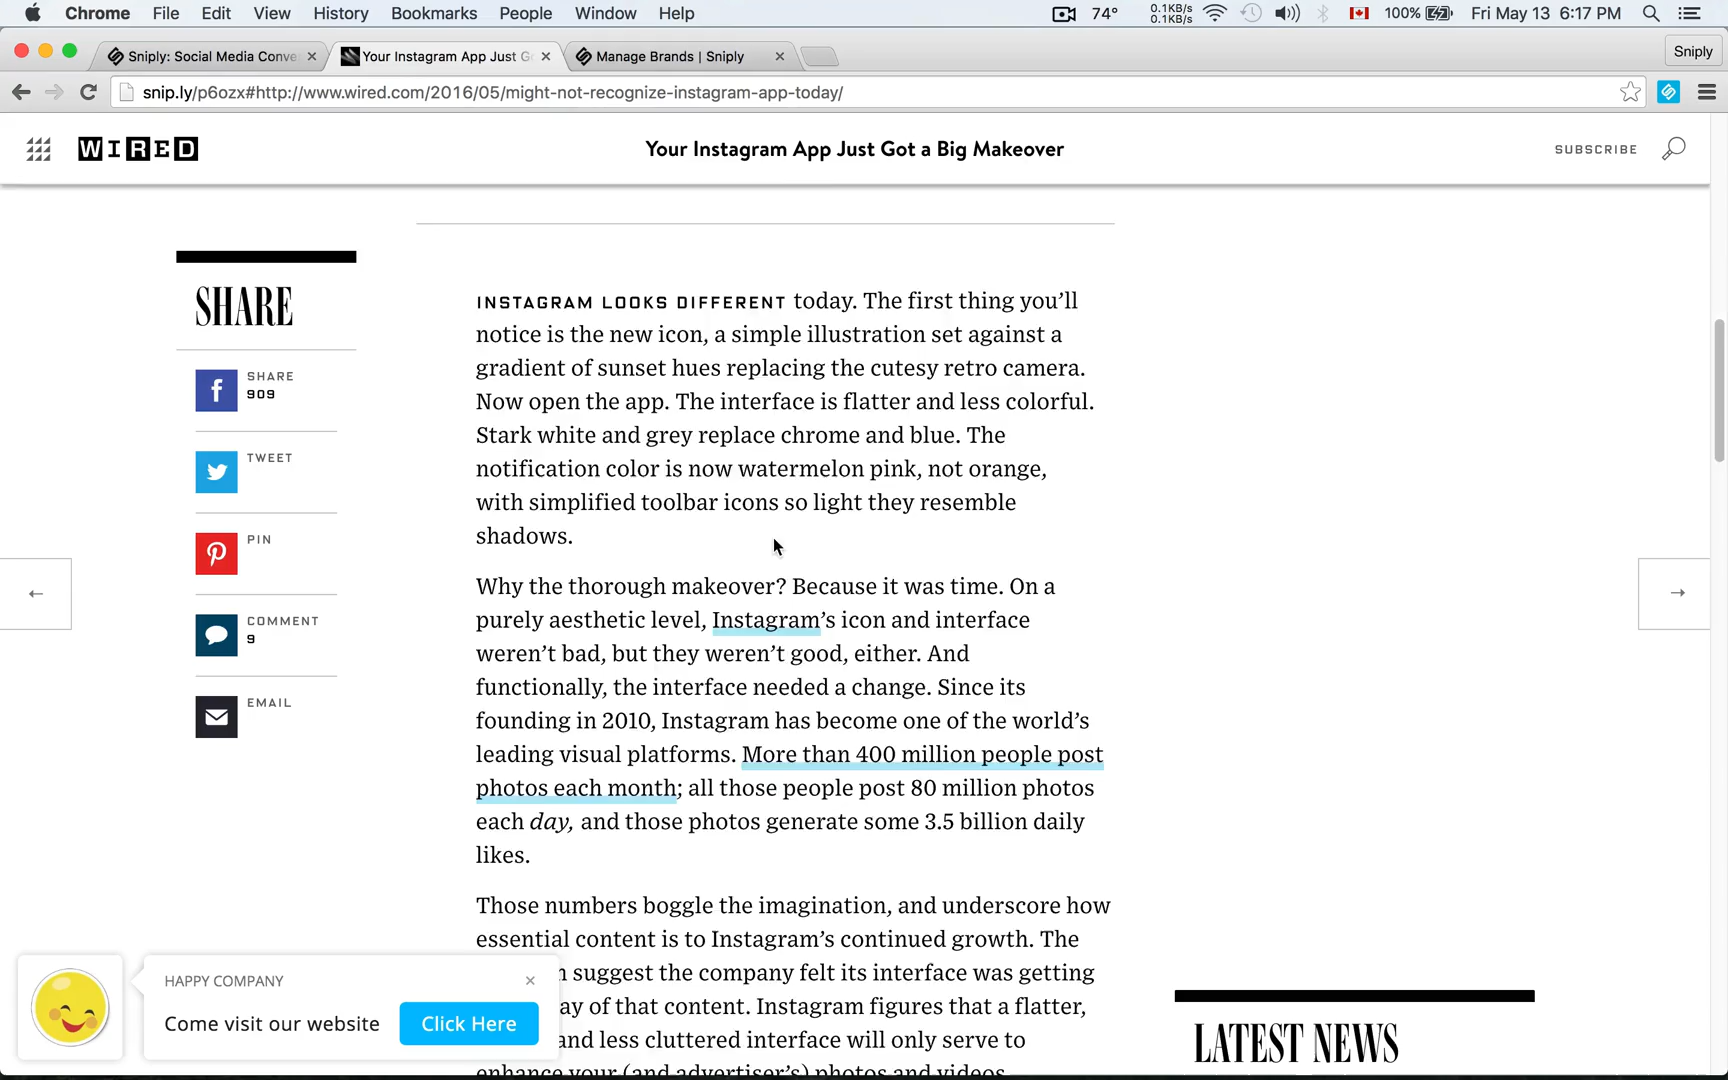 Chrome File Edit View History Bookmarks People Window Help 74° 0.1KB/s 0.1KB/s 100% Fri May 13 6:17 PM
Sniply: Social Media Conve Your Instagram App Just G Manage Brands | Sniply Sniply
snip.ly/p6ozx#http://www.wired.com/2016/05/might-not-recognize-instagram-app-today/
WIRED Your Instagram App Just Got a Big Makeover SUBSCRIBE
SHARE
SHARE
909
TWEET
PIN
COMMENT
9
EMAIL
INSTAGRAM LOOKS DIFFERENT today. The first thing you’ll
notice is the new icon, a simple illustration set against a
gradient of sunset hues replacing the cutesy retro camera.
Now open the app. The interface is flatter and less colorful.
Stark white and grey replace chrome and blue. The
notification color is now watermelon pink, not orange,
with simplified toolbar icons so light they resemble
shadows.
Why the thorough makeover? Because it was time. On a
purely aesthetic level, Instagram’s icon and interface
weren’t bad, but they weren’t good, either. And
functionally, the interface needed a change. Since its
founding in 2010, Instagram has become one of the world’s
leading visual platforms. More than 400 million people post
photos each month; all those people post 80 million photos
each day, and those photos generate some 3.5 billion daily
likes.
Those numbers boggle the imagination, and underscore how
essential content is to Instagram’s continued growth. The
suggest the company felt its interface was getting
ay of that content. Instagram figures that a flatter,
and less cluttered interface will only serve to
enhance your (and advertiser’s) photos and videos.
HAPPY COMPANY
Come visit our website Click Here
LATEST NEWS